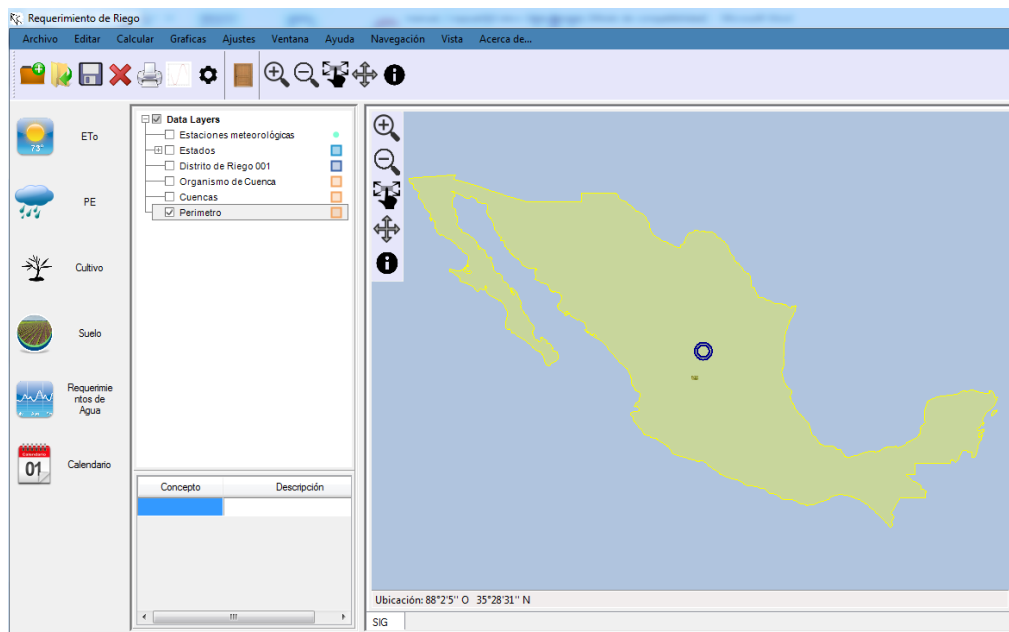 Requerimiento de Riego
Archivo Editar Calcular Graficas Ajustes Ventana Ayuda Navegación Vista Acerca de...
73°
ETo
PE
Cultivo
Suelo
Requerimie
ntos de
Agua
01
Calendario
Data Layers
Estaciones meteorológicas
Estados
Distrito de Riego 001
Organismo de Cuenca
Cuencas
Perimetro
Concepto Descripción
Ubicación: 88°2'5'' O 35°28'31'' N
SIG